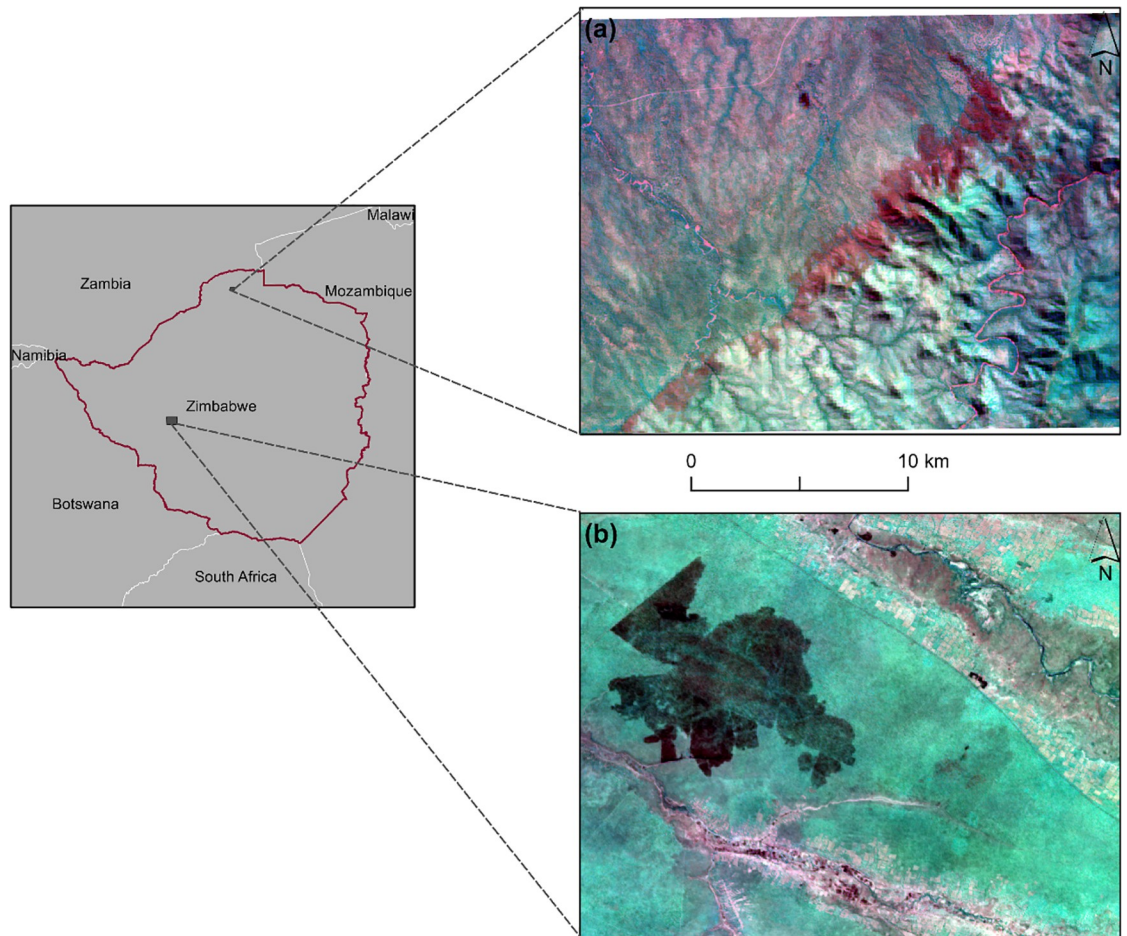 (a)
N
Malawi
Zambia
Mozambique
Namibia
Zimbabwe
Botswana
South Africa
0 10 km
(b)
N